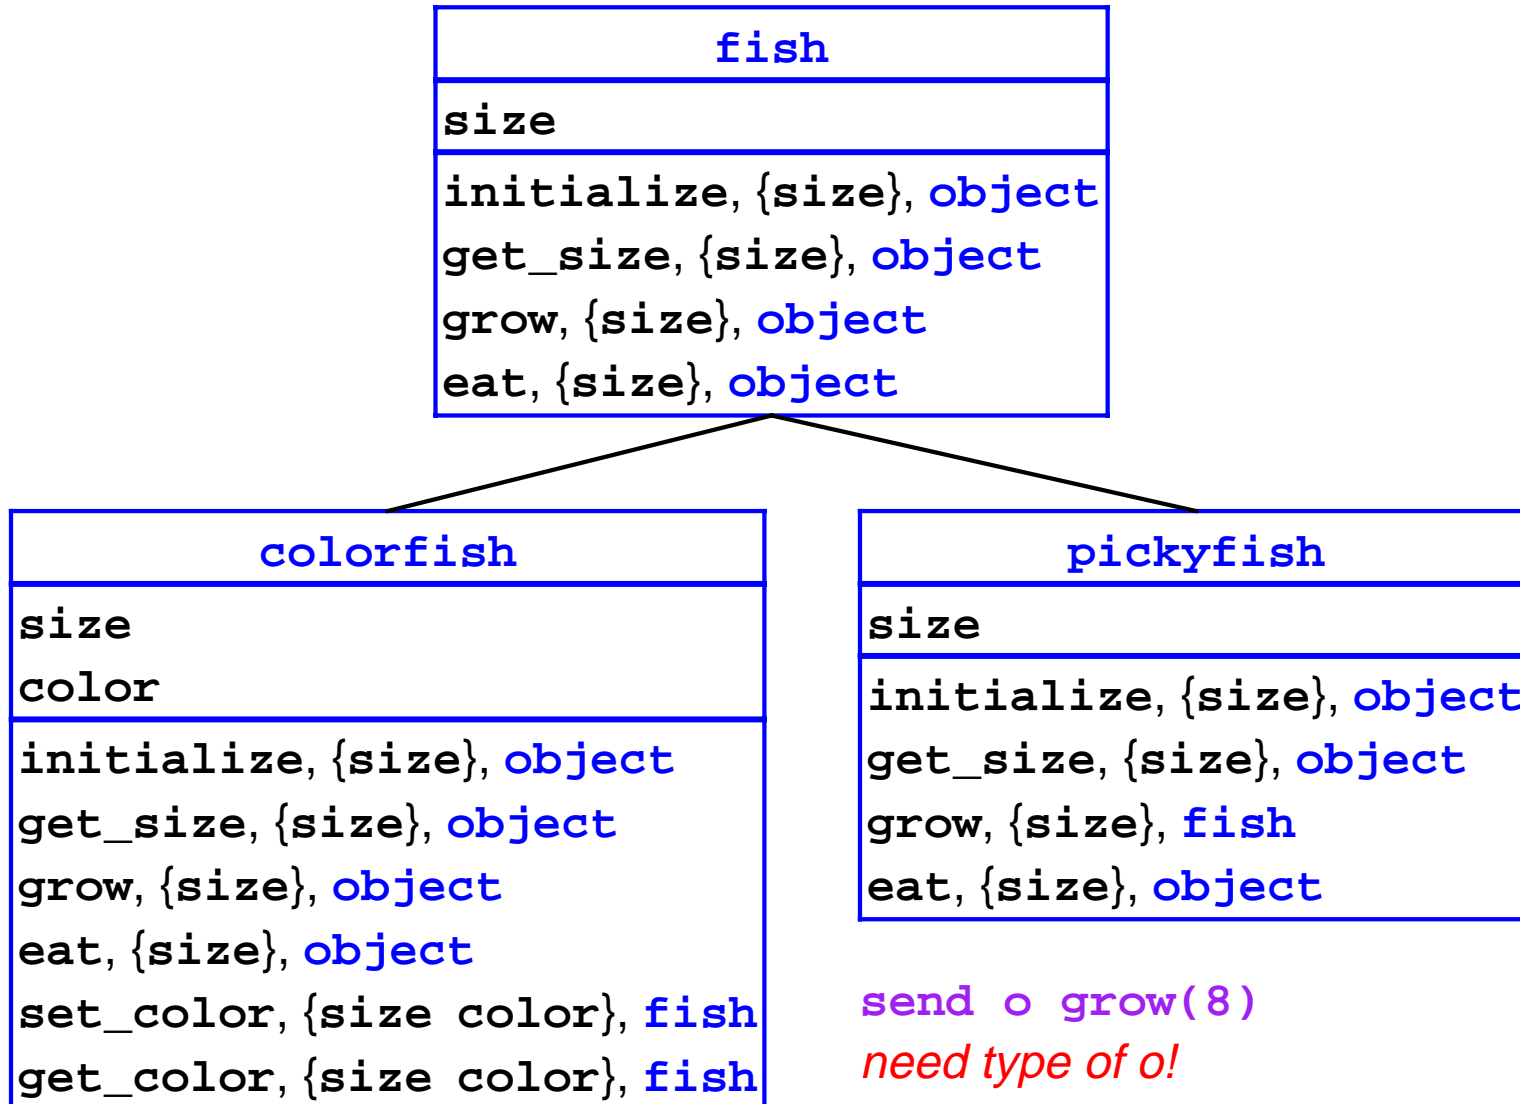 fish
size
initialize, {size}, object
get_size, {size}, object
grow, {size}, object
eat, {size}, object
colorfish
size
color
initialize, {size}, object
get_size, {size}, object
grow, {size}, object
eat, {size}, object
set_color, {size color}, fish
get_color, {size color}, fish
pickyfish
size
initialize, {size}, object
get_size, {size}, object
grow, {size}, fish
eat, {size}, object
send o grow(8)
need type of o!